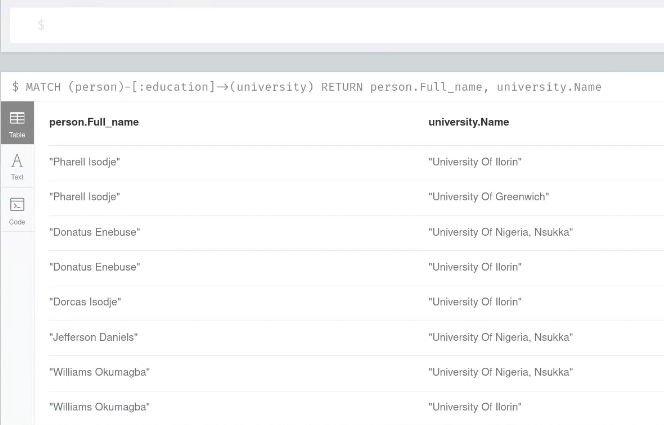 $
$ MATCH (person)-[:education]→(university) RETURN person.Full_name, university.Name
Table
A
Text
Code
person.Full_name university.Name
"Pharell Isodje" "University Of Ilorin"
"Pharell Isodje" "University Of Greenwich"
"Donatus Enebuse" "University Of Nigeria, Nsukka"
"Donatus Enebuse" "University Of Ilorin"
"Dorcas Isodje" "University Of Ilorin"
"Jefferson Daniels" "University Of Nigeria, Nsukka"
"Williams Okumagba" "University Of Nigeria, Nsukka"
"Williams Okumagba" "University Of Ilorin"